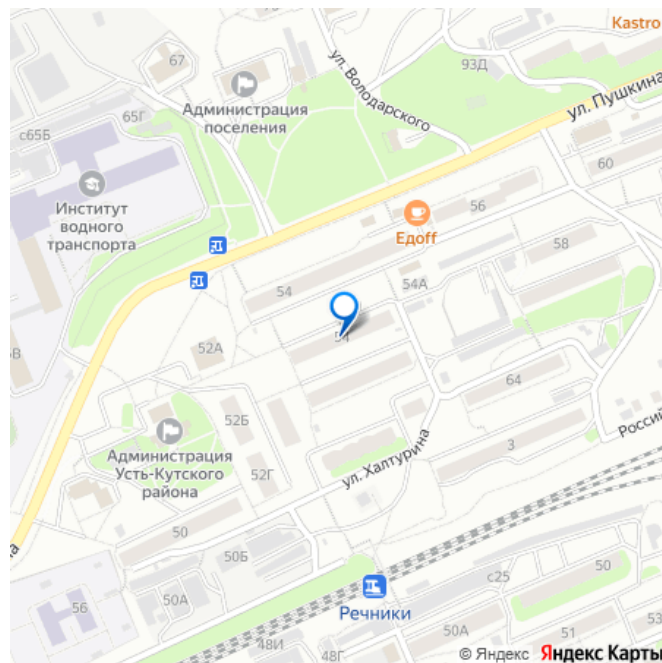 Kastro
67
93Д
ул. Володарского
Администрация
поселения
65Г
с65Б
ул. Пушкина
60
Институт
водного
транспорта
56
Едоff
58
54
54А
52А
54
64
52Б
Администрация
Усть-Кутского
района
52Г
ул. Халтурина
3
Россий
50
50Б
с25
50
56
50А
Речники
48И
48Г
50А
51
53
© Яндекс Яндекс Карты